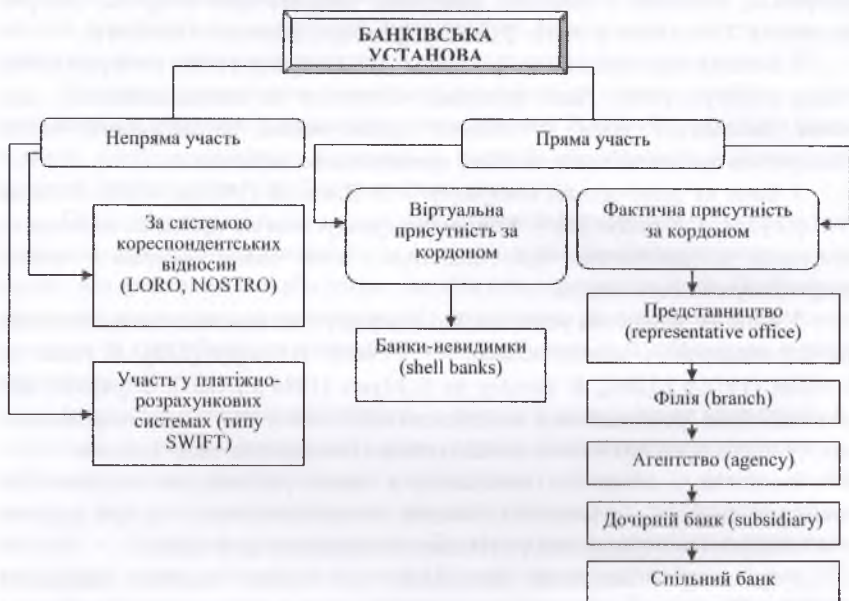 БАНКІВСЬКА
УСТАНОВА
Непряма участь
Пряма участь
За системою
кореспондентських
відносин
(LORO, NOSTRO)
Участь у платіжно-
розрахункових
системах (типу
SWIFT)
Віртуальна
присутність за
кордоном
Банки-невидимки
(shell banks)
Фактична присутність
за кордоном
Представництво
(representative office)
Філія (branch)
Агентство (agency)
Дочірній банк (subsidiary)
Спільний банк